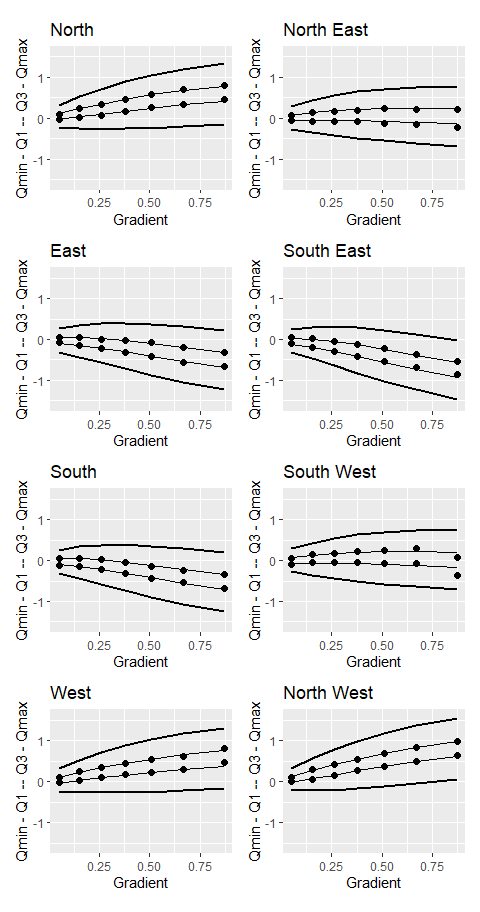 North
Qmin - Q1 -- Q3 - Qmax
1
0
-1
0.25 0.50 0.75
Gradient
North East
Qmin - Q1 -- Q3 - Qmax
1
0
-1
0.25 0.50 0.75
Gradient
East
Qmin - Q1 -- Q3 - Qmax
1
0
-1
0.25 0.50 0.75
Gradient
South East
Qmin - Q1 -- Q3 - Qmax
1
0
-1
0.25 0.50 0.75
Gradient
South
Qmin - Q1 -- Q3 - Qmax
1
0
-1
0.25 0.50 0.75
Gradient
South West
Qmin - Q1 -- Q3 - Qmax
1
0
-1
0.25 0.50 0.75
Gradient
West
Qmin - Q1 -- Q3 - Qmax
1
0
-1
0.25 0.50 0.75
Gradient
North West
Qmin - Q1 -- Q3 - Qmax
1
0
-1
0.25 0.50 0.75
Gradient